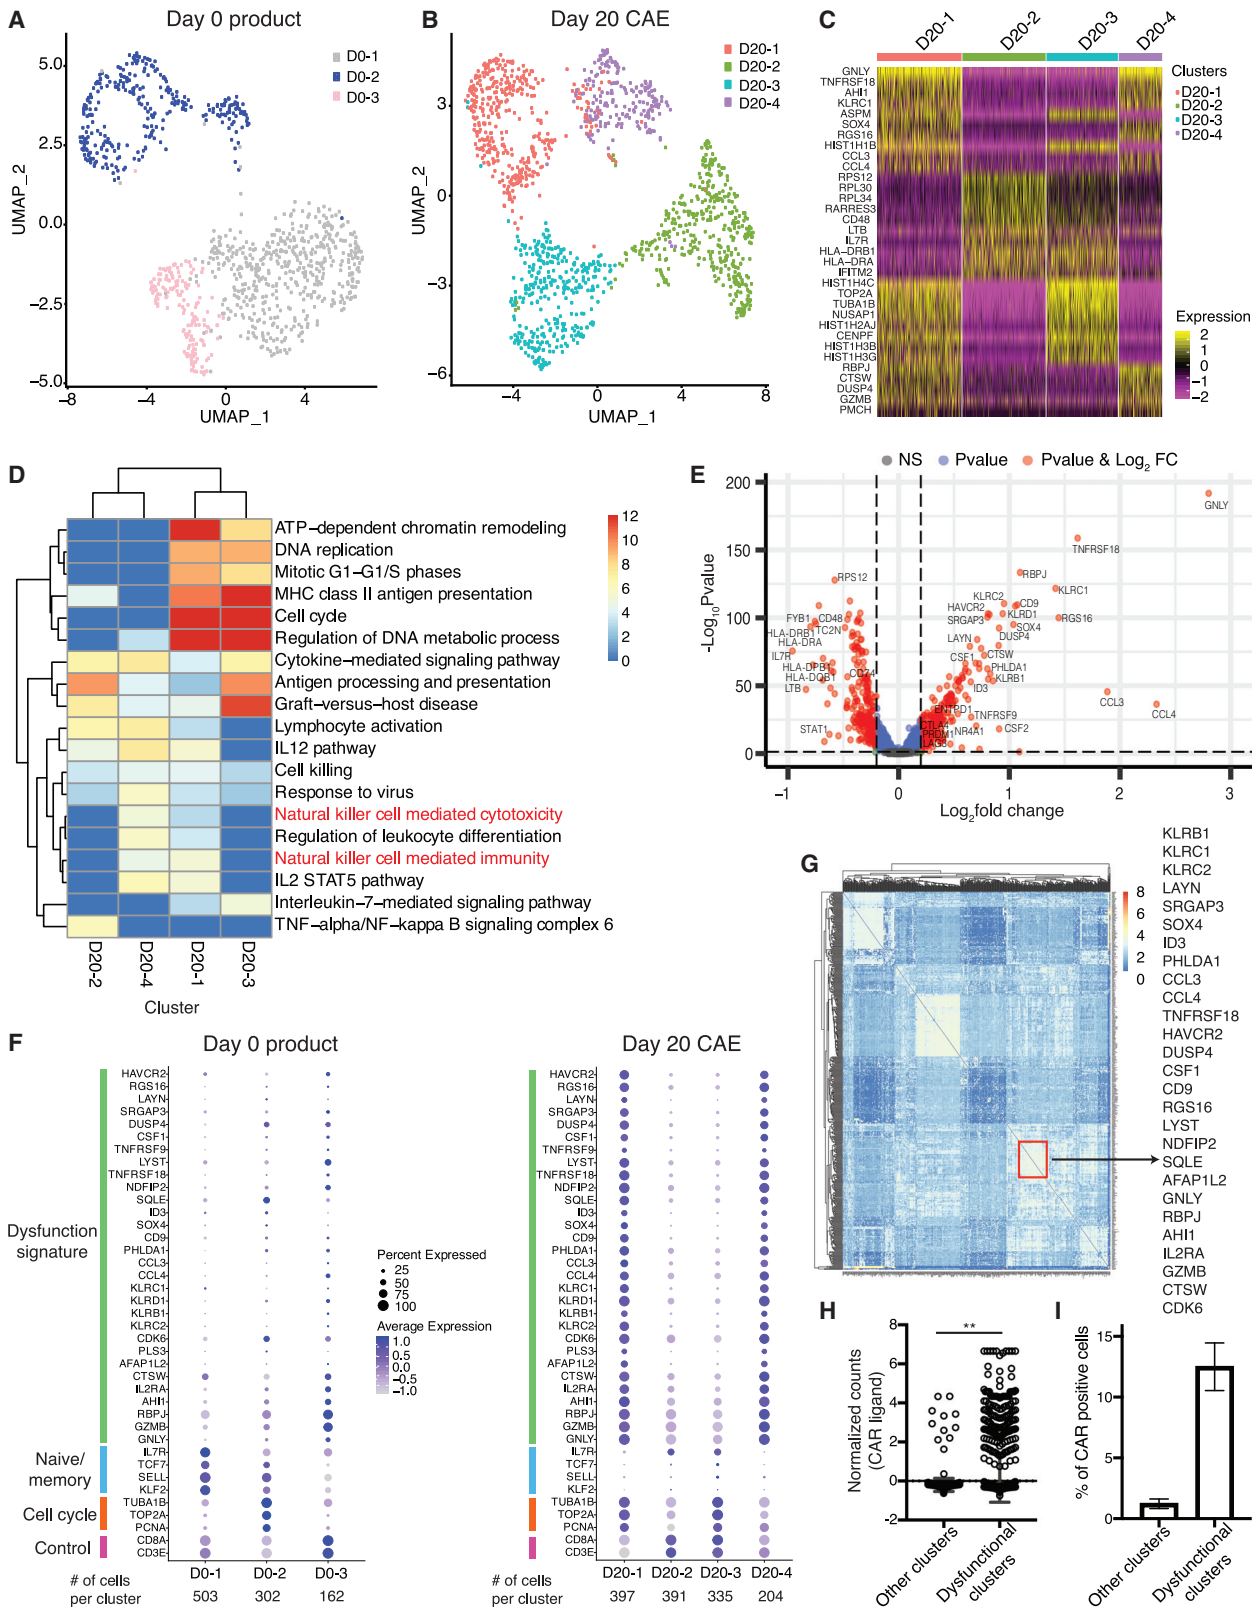 A
Day 0 product
D0-1
D0-2
D0-3
5.0
2.5
0.0
−2.5
−5.0
−8
−4
0
4
UMAP_1
UMAP_2
B
Day 20 CAE
D20-1
D20-2
D20-3
D20-4
3
0
−3
−6
−4
0
4
8
UMAP_1
UMAP_2
C
D20-1
D20-2
D20-3
D20-4
GNLY
TNFRSF18
AHI1
KLRC1
ASPM
SOX4
RGS16
HIST1H1B
CCL3
CCL4
RPS12
RPL30
RPL34
RARRES3
CD48
LTB
IL7R
HLA-DRB1
HLA-DRA
IFITM2
HIST1H4C
TOP2A
TUBA1B
NUSAP1
HIST1H2AJ
CENPF
HIST1H3B
HIST1H3G
RBPJ
CTSW
DUSP4
GZMB
PMCH
Clusters
D20-1
D20-2
D20-3
D20-4
Expression
2
1
0
−1
−2
D
ATP−dependent chromatin remodeling
DNA replication
Mitotic G1−G1/S phases
MHC class II antigen presentation
Cell cycle
Regulation of DNA metabolic process
Cytokine−mediated signaling pathway
Antigen processing and presentation
Graft−versus−host disease
Lymphocyte activation
IL12 pathway
Cell killing
Response to virus
Natural killer cell mediated cytotoxicity
Regulation of leukocyte differentiation
Natural killer cell mediated immunity
IL2 STAT5 pathway
Interleukin−7−mediated signaling pathway
TNF−alpha/NF−kappa B signaling complex 6
D20-2
D20-4
D20-1
D20-3
Cluster
12
10
8
6
4
2
0
E
NS
Pvalue
Pvalue & Log2 FC
200
150
100
50
0
-Log10Pvalue
−1
0
1
2
3
Log2fold change
GNLY
TNFRSF18
RBPJ
KLRC1
RPS12
KLRC2
CD9
HAVCR2
KLRD1
SRGAP3
RGS16
SOX4
FYB1
CD48
HLA-DRB1
TC2N
DUSP4
HLA-DRA
LAYN
IL7R
CSF1
CTSW
HLA-DPB1
CD74
PHLDA1
HLA-DQB1
KLRB1
LTB
ID3
CCL3
CCL4
ENTPD1
TNFRSF9
CTLA4
STAT1
PRDM1
NR4A1
CSF2
LAG3
F
Day 0 product
Dysfunction
signature
Naive/
memory
Cell cycle
Control
HAVCR2
RGS16
LAYN
SRGAP3
DUSP4
CSF1
TNFRSF9
LYST
TNFRSF18
NDFIP2
SQLE
ID3
SOX4
CD9
PHLDA1
CCL3
CCL4
KLRC1
KLRD1
KLRB1
KLRC2
CDK6
PLS3
AFAP1L2
CTSW
IL2RA
AHI1
RBPJ
GZMB
GNLY
IL7R
TCF7
SELL
KLF2
TUBA1B
TOP2A
PCNA
CD8A
CD3E
D0-1
D0-2
D0-3
# of cells
per cluster
503
302
162
Percent Expressed
25
50
75
100
Average Expression
1.0
0.5
0.0
−0.5
−1.0
Day 20 CAE
HAVCR2
RGS16
LAYN
SRGAP3
DUSP4
CSF1
TNFRSF9
LYST
TNFRSF18
NDFIP2
SQLE
ID3
SOX4
CD9
PHLDA1
CCL3
CCL4
KLRC1
KLRD1
KLRB1
KLRC2
CDK6
PLS3
AFAP1L2
CTSW
IL2RA
AHI1
RBPJ
GZMB
GNLY
IL7R
TCF7
SELL
KLF2
TUBA1B
TOP2A
PCNA
CD8A
CD3E
D20-1
D20-2
D20-3
D20-4
# of cells
per cluster
397
391
335
204
G
8
6
4
2
0
KLRB1
KLRC1
KLRC2
LAYN
SRGAP3
SOX4
ID3
PHLDA1
CCL3
CCL4
TNFRSF18
HAVCR2
DUSP4
CSF1
CD9
RGS16
LYST
NDFIP2
SQLE
AFAP1L2
GNLY
RBPJ
AHI1
IL2RA
GZMB
CTSW
CDK6
H
**
8
6
4
2
0
-2
Normalized counts
(CAR ligand)
Other clusters
Dysfunctional
clusters
I
15
10
5
0
% of CAR positive cells
Other clusters
Dysfunctional
clusters